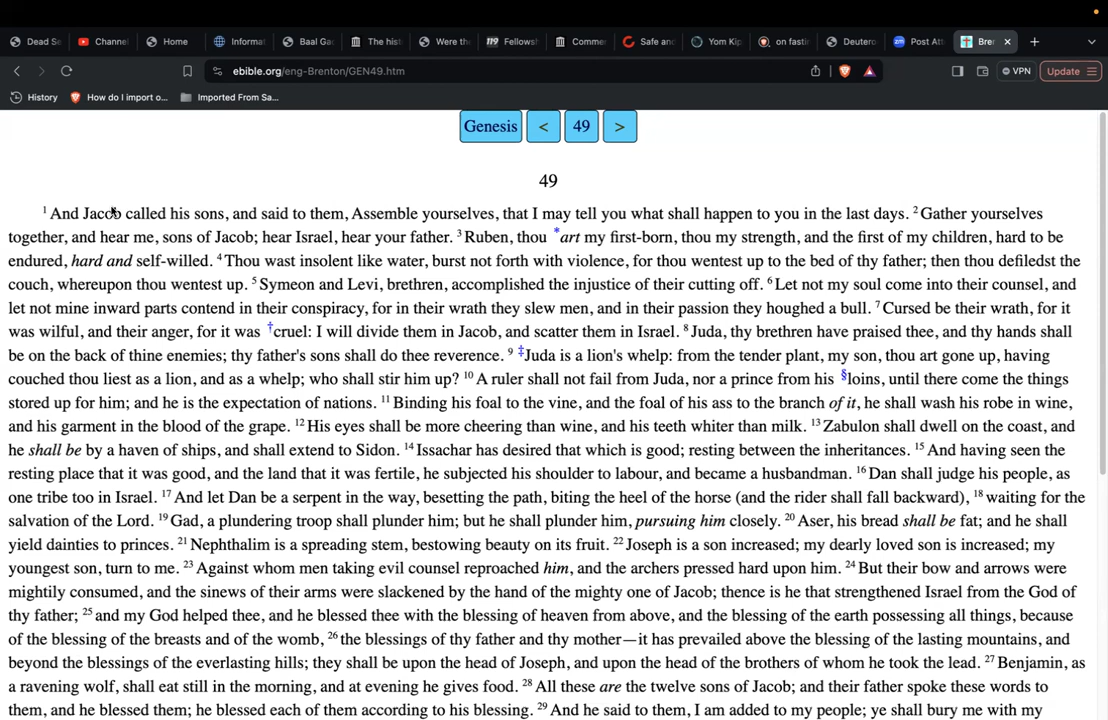 Dead S
Channel
Home
Informat
Baal Ga
The hist
Were th
119 Fellowsh
Comme
Safe and
Yom Kip
on fastin
Deutero
Post Att
Bre
ebible.org/eng-Brenton/GEN49.htm
VPN
Update
History
How do I import o...
Imported From Sa...
Genesis < 49 >
49
1 And Jacob called his sons, and said to them, Assemble yourselves, that I may tell you what shall happen to you in the last days. 2 Gather yourselves
together, and hear me, sons of Jacob; hear Israel, hear your father. 3 Ruben, thou *art my first-born, thou my strength, and the first of my children, hard to be
endured, hard and self-willed. 4 Thou wast insolent like water, burst not forth with violence, for thou wentest up to the bed of thy father; then thou defiledst the
couch, whereupon thou wentest up. 5 Symeon and Levi, brethren, accomplished the injustice of their cutting off. 6 Let not my soul come into their counsel, and
let not mine inward parts contend in their conspiracy, for in their wrath they slew men, and in their passion they houghed a bull. 7 Cursed be their wrath, for it
was wilful, and their anger, for it was †cruel: I will divide them in Jacob, and scatter them in Israel. 8 Juda, thy brethren have praised thee, and thy hands shall
be on the back of thine enemies; thy father's sons shall do thee reverence. 9 ‡Juda is a lion's whelp: from the tender plant, my son, thou art gone up, having
couched thou liest as a lion, and as a whelp; who shall stir him up? 10 A ruler shall not fail from Juda, nor a prince from his §loins, until there come the things
stored up for him; and he is the expectation of nations. 11 Binding his foal to the vine, and the foal of his ass to the branch of it, he shall wash his robe in wine,
and his garment in the blood of the grape. 12 His eyes shall be more cheering than wine, and his teeth whiter than milk. 13 Zabulon shall dwell on the coast, and
he shall be by a haven of ships, and shall extend to Sidon. 14 Issachar has desired that which is good; resting between the inheritances. 15 And having seen the
resting place that it was good, and the land that it was fertile, he subjected his shoulder to labour, and became a husbandman. 16 Dan shall judge his people, as
one tribe too in Israel. 17 And let Dan be a serpent in the way, besetting the path, biting the heel of the horse (and the rider shall fall backward), 18 waiting for the
salvation of the Lord. 19 Gad, a plundering troop shall plunder him; but he shall plunder him, pursuing him closely. 20 Aser, his bread shall be fat; and he shall
yield dainties to princes. 21 Nephthalim is a spreading stem, bestowing beauty on its fruit. 22 Joseph is a son increased; my dearly loved son is increased; my
youngest son, turn to me. 23 Against whom men taking evil counsel reproached him, and the archers pressed hard upon him. 24 But their bow and arrows were
mightily consumed, and the sinews of their arms were slackened by the hand of the mighty one of Jacob; thence is he that strengthened Israel from the God of
thy father; 25 and my God helped thee, and he blessed thee with the blessing of heaven from above, and the blessing of the earth possessing all things, because
of the blessing of the breasts and of the womb, 26 the blessings of thy father and thy mother—it has prevailed above the blessing of the lasting mountains, and
beyond the blessings of the everlasting hills; they shall be upon the head of Joseph, and upon the head of the brothers of whom he took the lead. 27 Benjamin, as
a ravening wolf, shall eat still in the morning, and at evening he gives food. 28 All these are the twelve sons of Jacob; and their father spoke these words to
them, and he blessed them; he blessed each of them according to his blessing. 29 And he said to them, I am added to my people; ye shall bury me with my